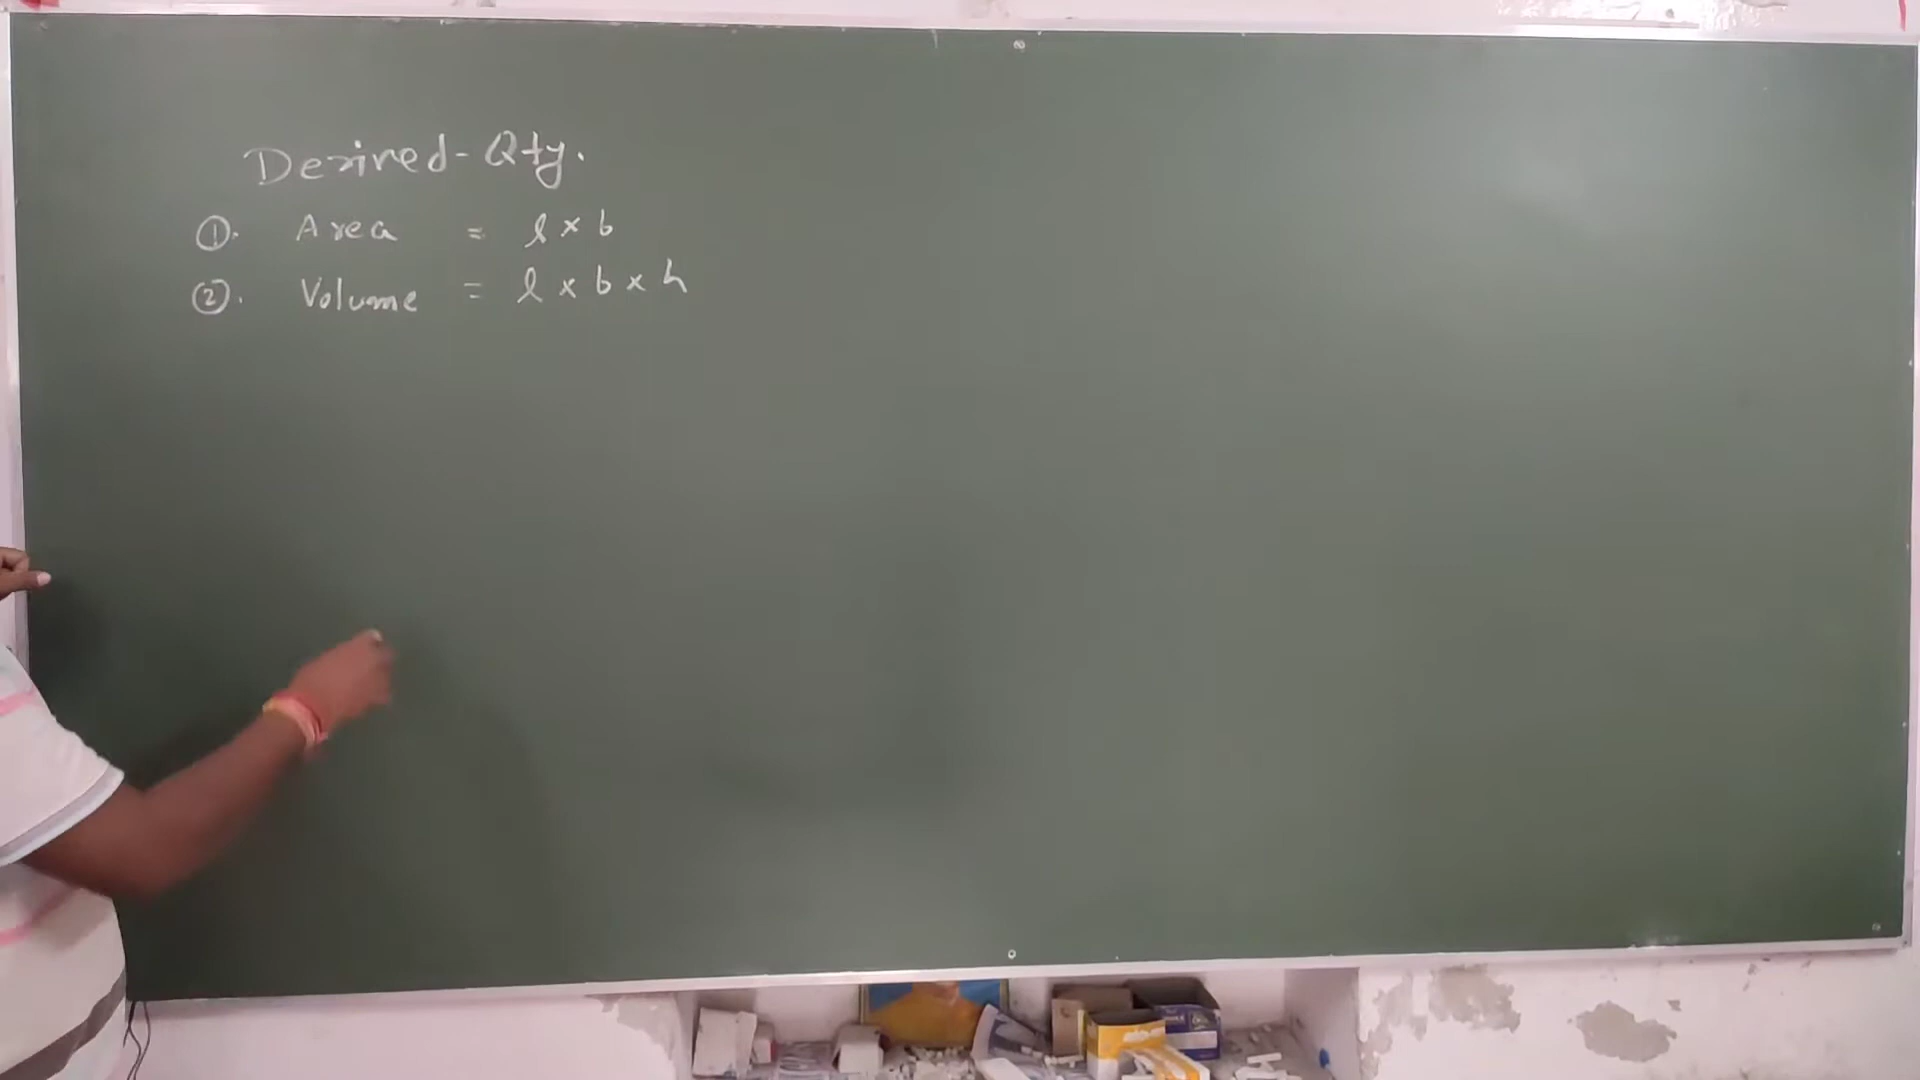 Derived-Qty.
①. Area = l × b
②. Volume = l × b × h